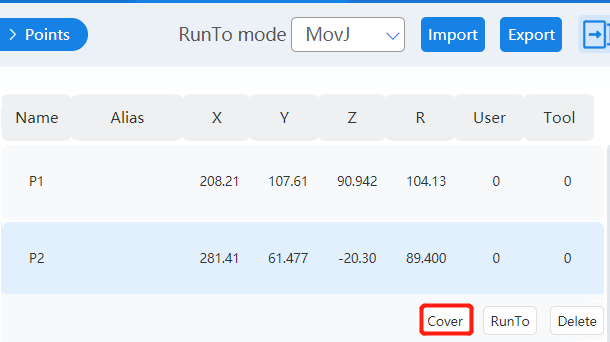 Points RunTo mode MovJ Import Export
Name Alias X Y Z R User Tool
P1 208.21 107.61 90.942 104.13 0 0
P2 281.41 61.477 -20.30 89.400 0 0
Cover RunTo Delete